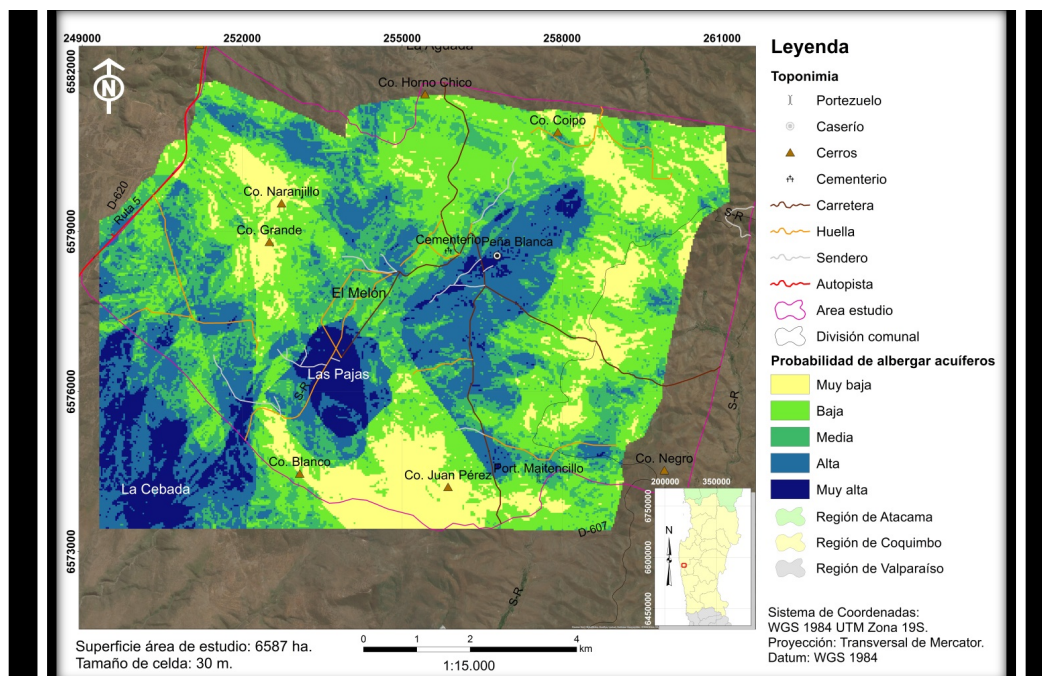 249000 252000 255000 258000 261000
La Aguada
6582000
Co. Horno Chico
Co. Coipo
D-620
Ruta 5
Co. Naranjillo
S-R
6579000
Co. Grande
Cementerio
Peña Blanca
El Melón
Las Pajas
S-R
6576000
S-R
Co. Blanco
Co. Juan Pérez
Port. Maitencillo
Co. Negro
La Cebada
D-607
6573000
S-R
Leyenda
Toponimia
Portezuelo
Caserío
Cerros
Cementerio
Carretera
Huella
Sendero
Autopista
Area estudio
División comunal
Probabilidad de albergar acuíferos
Muy baja
Baja
Media
Alta
Muy alta
Región de Atacama
Región de Coquimbo
Región de Valparaíso
200000 350000
6750000
N
6600000
6450000
N
Sistema de Coordenadas:
WGS 1984 UTM Zona 19S.
Proyección: Transversal de Mercator.
Datum: WGS 1984
Superficie área de estudio: 6587 ha.
Tamaño de celda: 30 m.
0 1 2 4
km
1:15.000